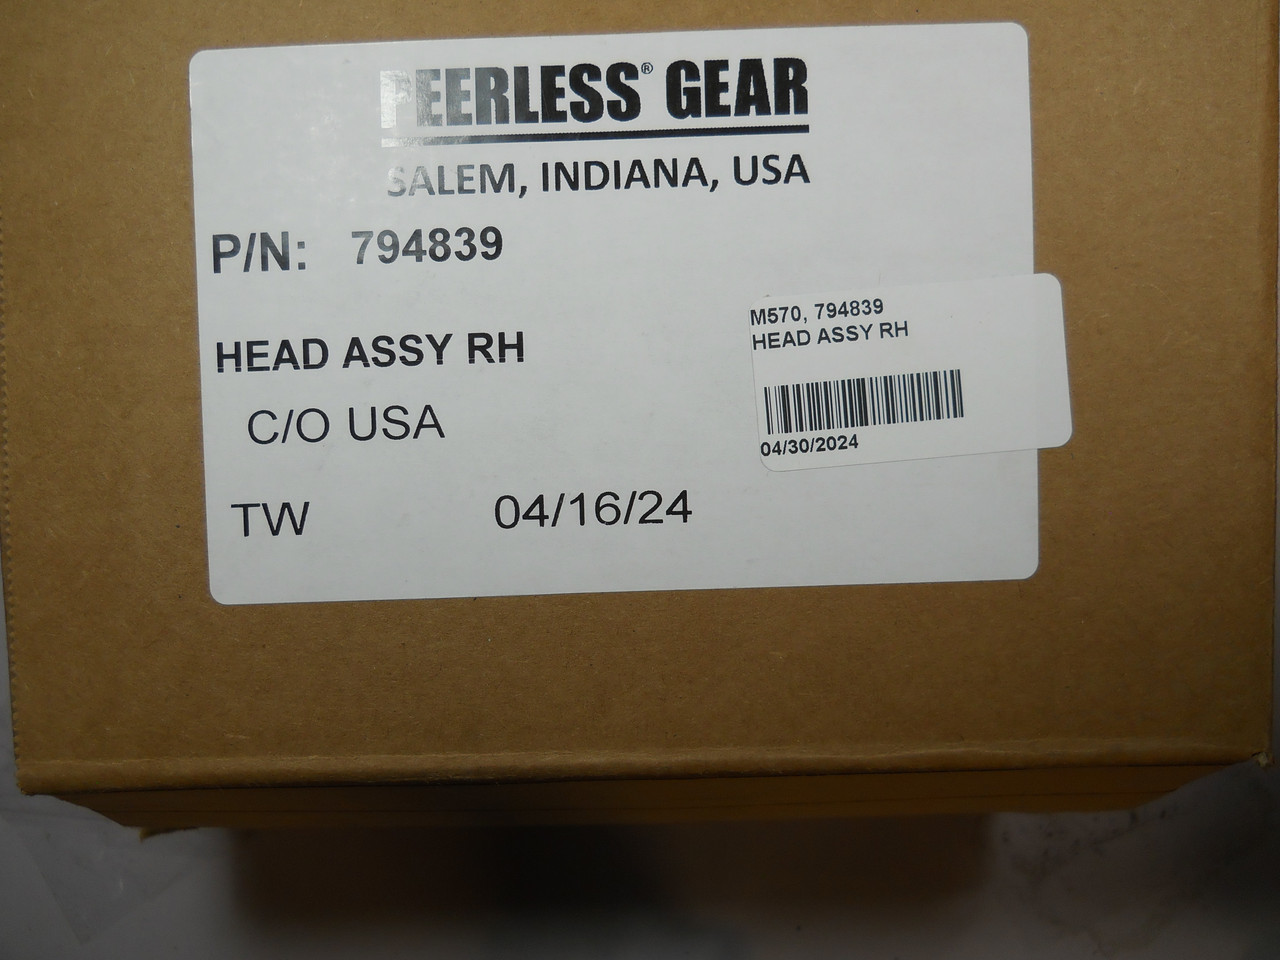 PEERLESS® GEAR
SALEM, INDIANA, USA
P/N: 794839
HEAD ASSY RH
C/O USA
TW 04/16/24
M570, 794839
HEAD ASSY RH
04/30/2024